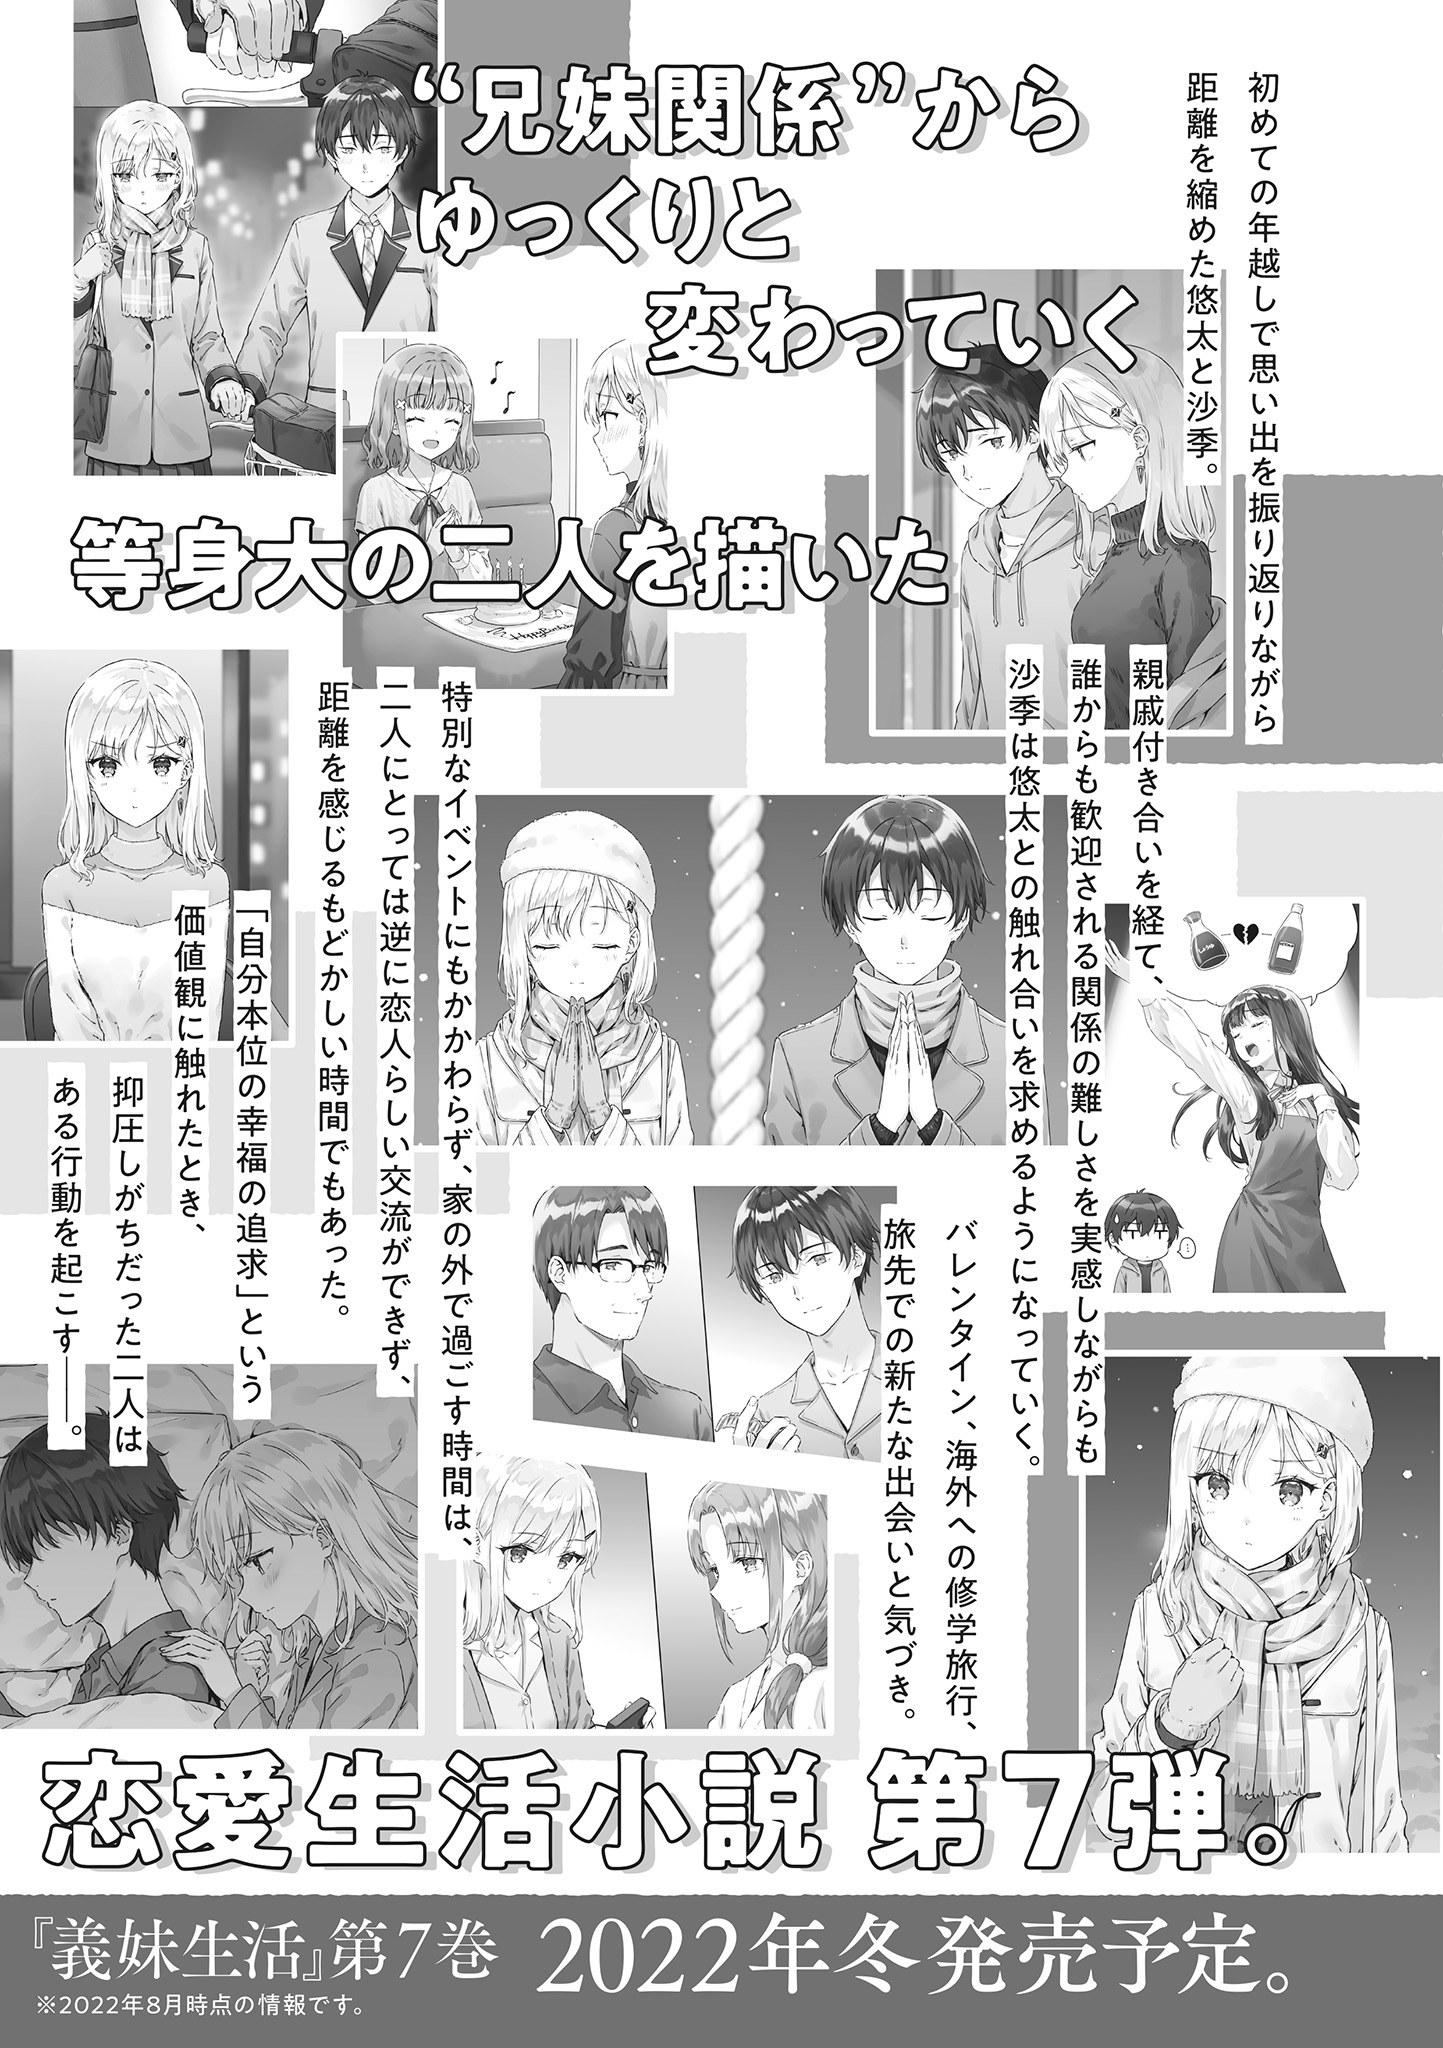 “兄妹関係”から
ゆっくりと
変わっていく
初めての年越しで思い出を振り返りながら
距離を縮めた悠太と沙季。
等身大の二人を描いた
親戚付き合いを経て、
誰からも歓迎される関係の難しさを実感しながらも
沙季は悠太との触れ合いを求めるようになっていく。
バレンタイン、海外への修学旅行、
旅先での新たな出会いと気づき。
特別なイベントにもかかわらず、家の外で過ごす時間は、
二人にとっては逆に恋人らしい交流ができず、
距離を感じるもどかしい時間でもあった。
「自分本位の幸福の追求」という
価値観に触れたとき、
抑圧しがちだった二人は
ある行動を起こす――。
恋愛生活小説 第7弾。
『義妹生活』第7巻 2022年冬発売予定。
※2022年8月時点の情報です。